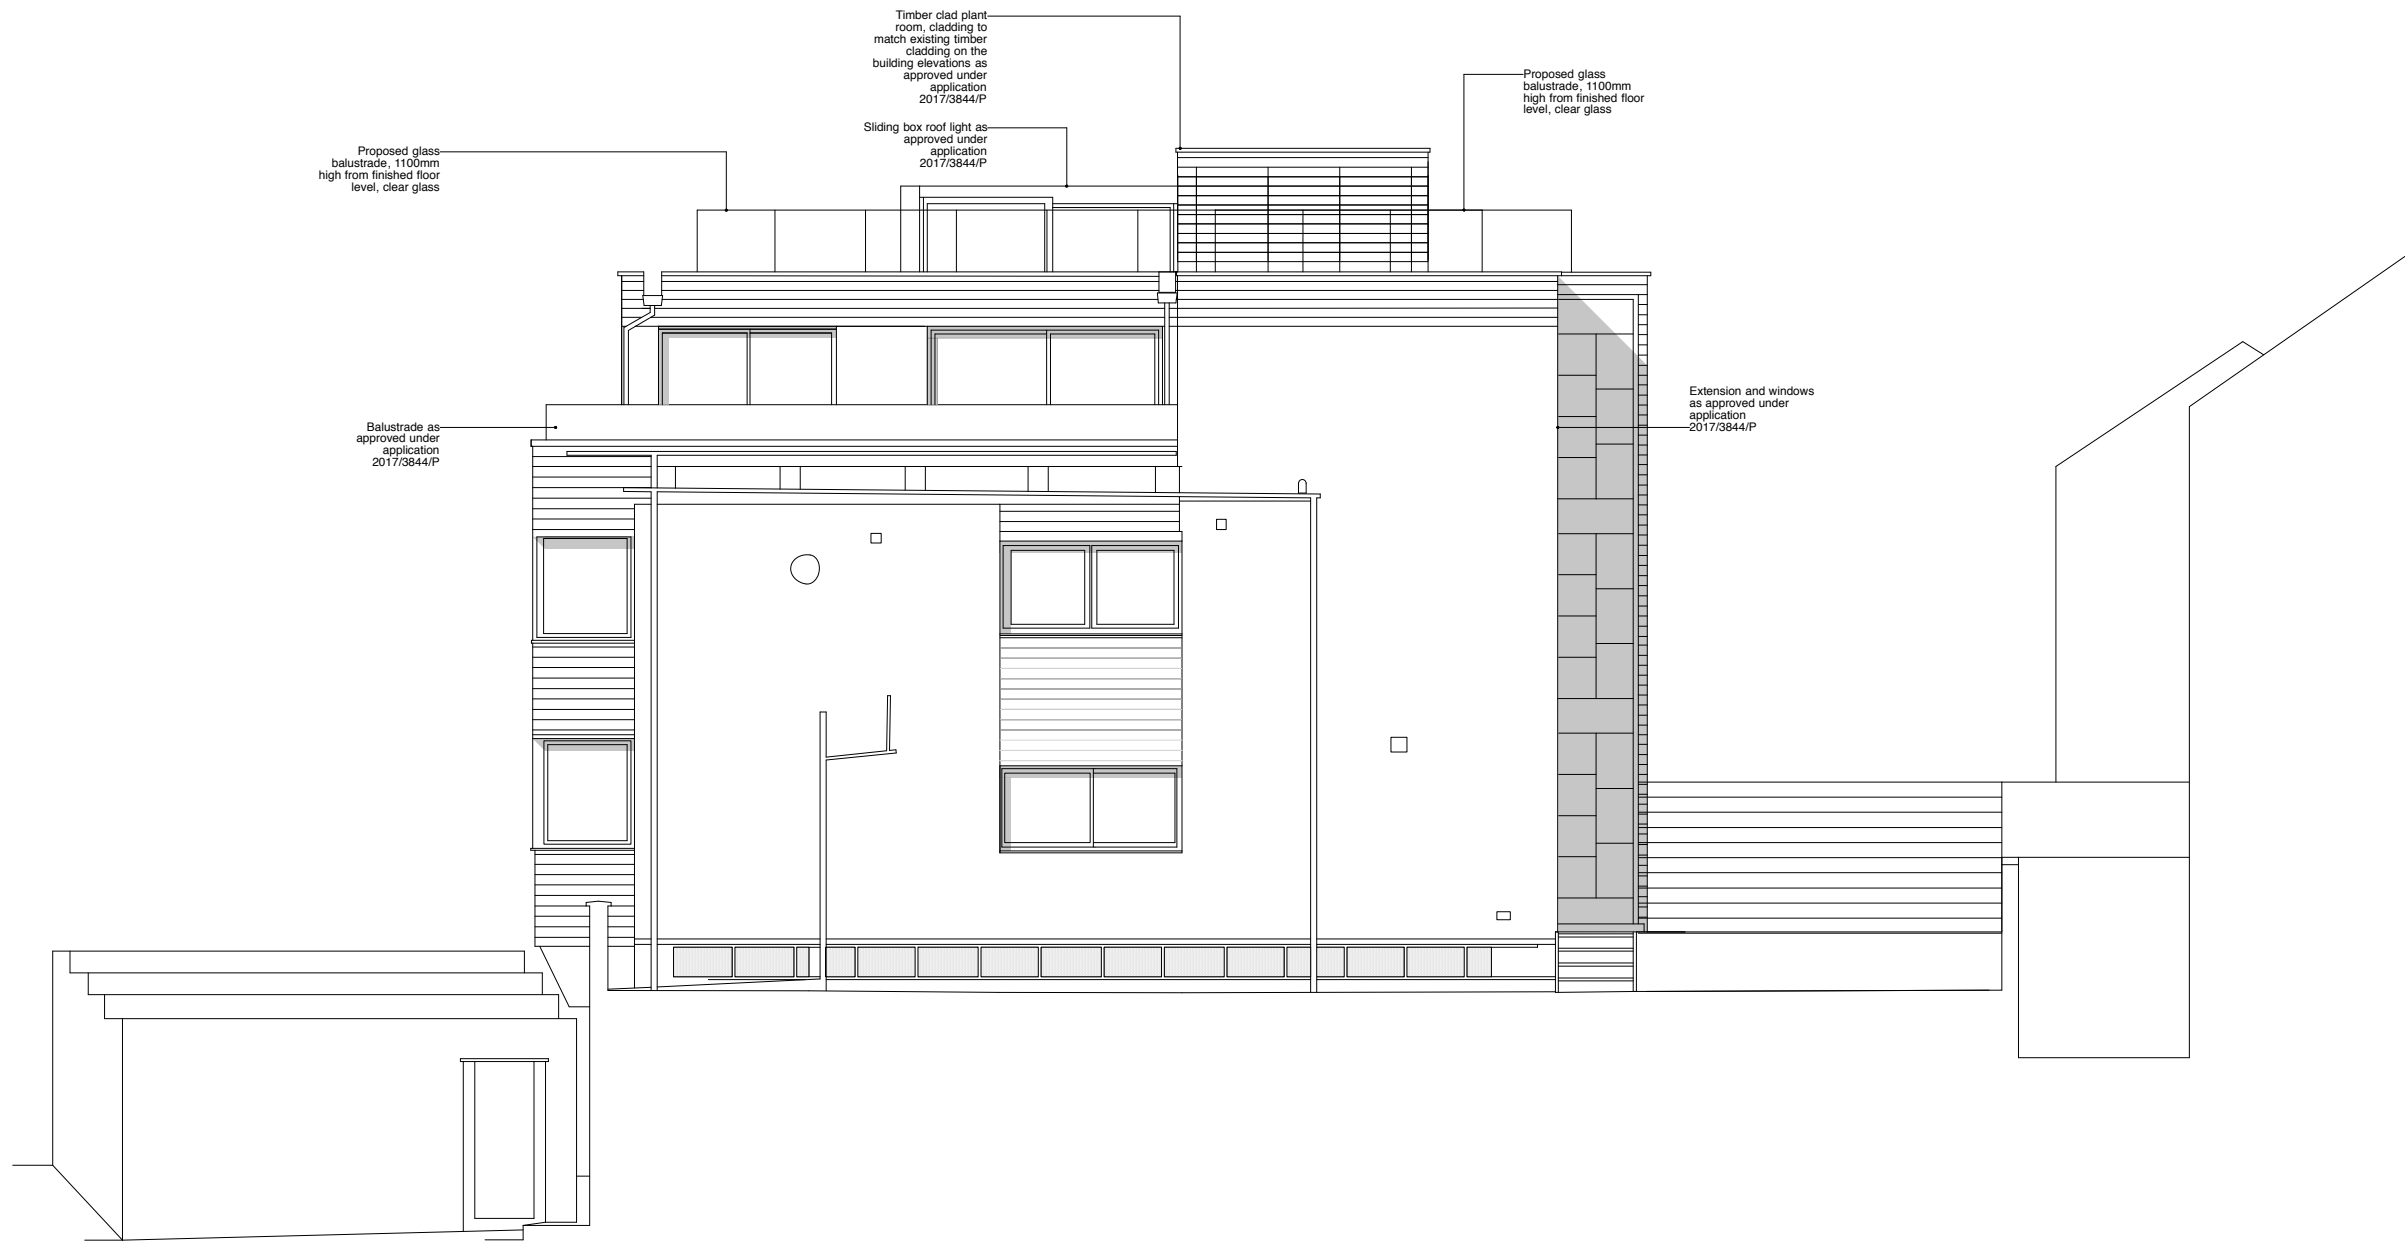 Timber clad plant
room, cladding to
match existing timber
cladding on the
building elevations as
approved under
application
2017/3844/P
Proposed glass
balustrade, 1100mm
high from finished floor
level, clear glass
Sliding box roof light as
approved under
application
2017/3844/P
Proposed glass
balustrade, 1100mm
high from finished floor
level, clear glass
Extension and windows
as approved under
application
2017/3844/P
Balustrade as
approved under
application
2017/3844/P